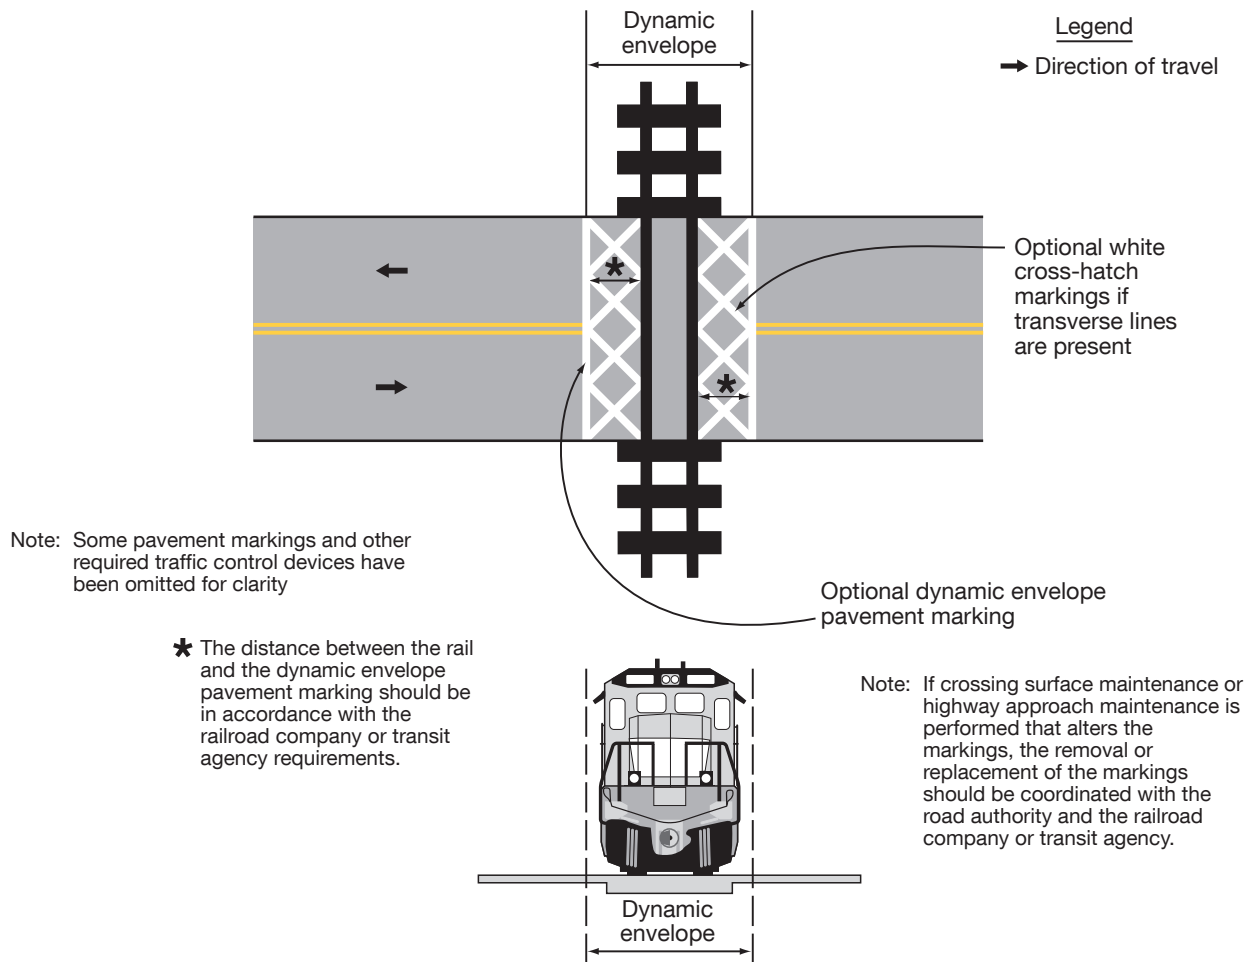 Dynamic
envelope
Legend
Direction of travel
Optional white
cross-hatch
markings if
transverse lines
are present
*
*
Note: Some pavement markings and other
required traffic control devices have
been omitted for clarity
Optional dynamic envelope
pavement marking
* The distance between the rail
and the dynamic envelope
pavement marking should be
in accordance with the
railroad company or transit
agency requirements.
Note: If crossing surface maintenance or
highway approach maintenance is
performed that alters the
markings, the removal or
replacement of the markings
should be coordinated with the
road authority and the railroad
company or transit agency.
Dynamic
envelope